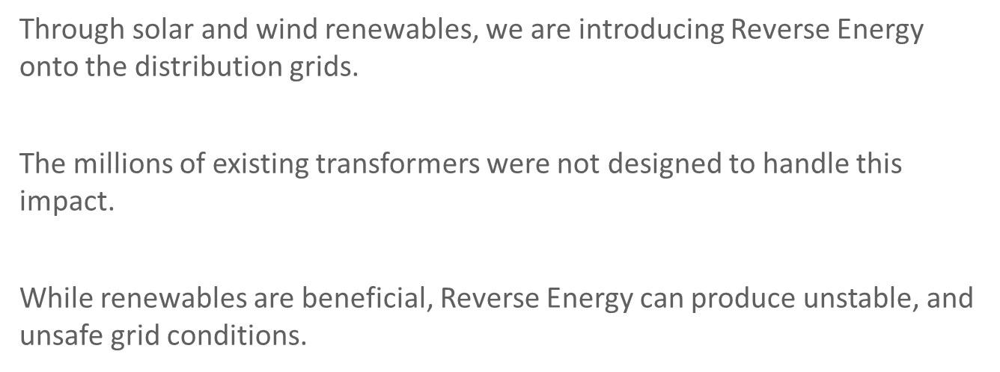 Through solar and wind renewables, we are introducing Reverse Energy
onto the distribution grids.
The millions of existing transformers were not designed to handle this
impact.
While renewables are beneficial, Reverse Energy can produce unstable, and
unsafe grid conditions.